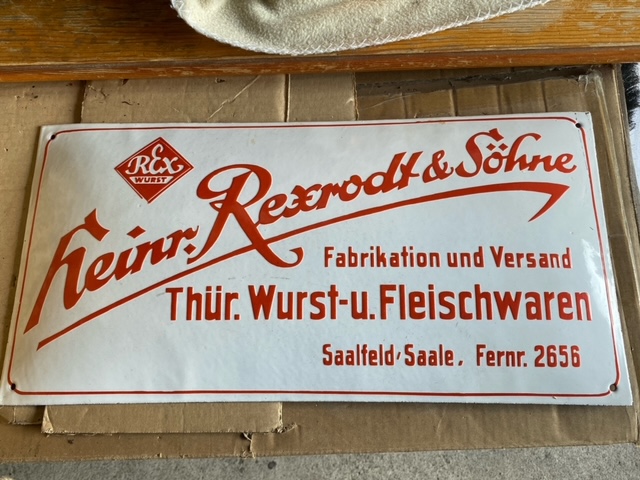 REX
WURST
Heinr. Rexrodt & Söhne
Fabrikation und Versand
Thür. Wurst-u. Fleischwaren
Saalfeld/Saale. Fernr. 2656